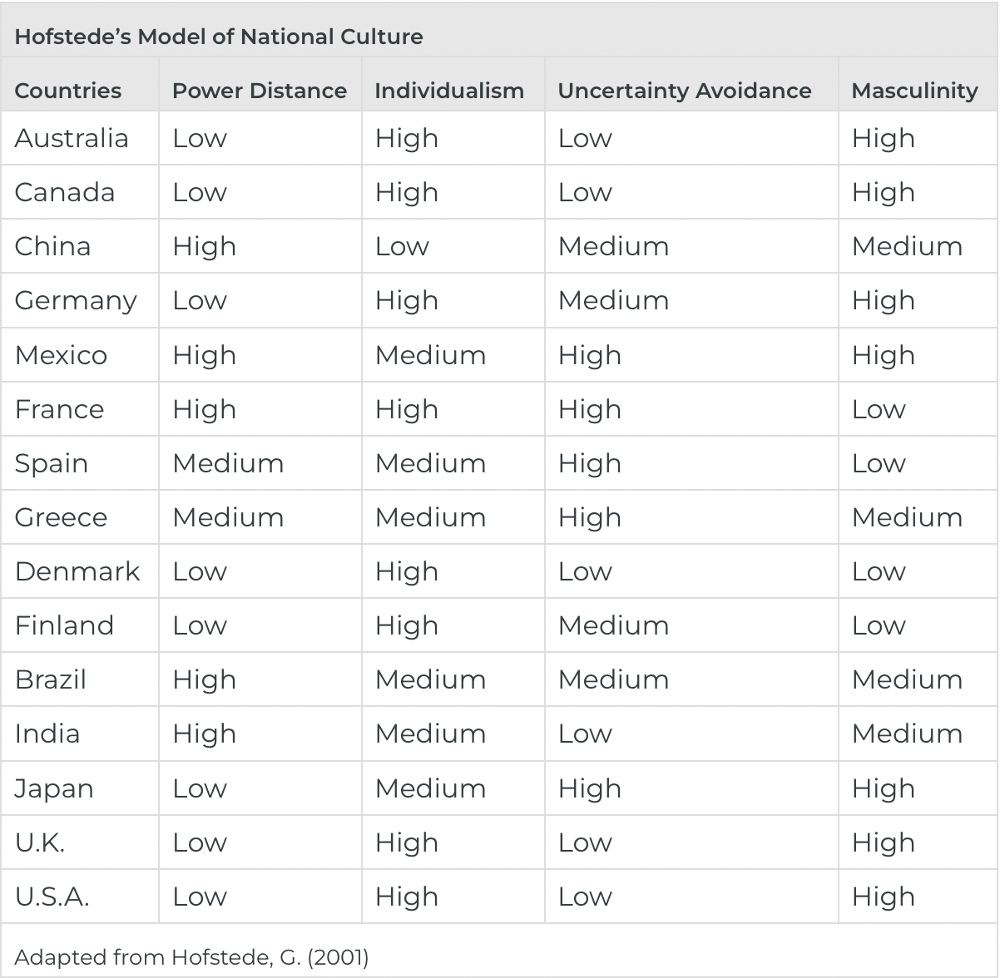 Hofstede’s Model of National Culture
Countries Power Distance Individualism Uncertainty Avoidance Masculinity
Australia Low High Low High
Canada Low High Low High
China High Low Medium Medium
Germany Low High Medium High
Mexico High Medium High High
France High High High Low
Spain Medium Medium High Low
Greece Medium Medium High Medium
Denmark Low High Low Low
Finland Low High Medium Low
Brazil High Medium Medium Medium
India High Medium Low Medium
Japan Low Medium High High
U.K. Low High Low High
U.S.A. Low High Low High
Adapted from Hofstede, G. (2001)